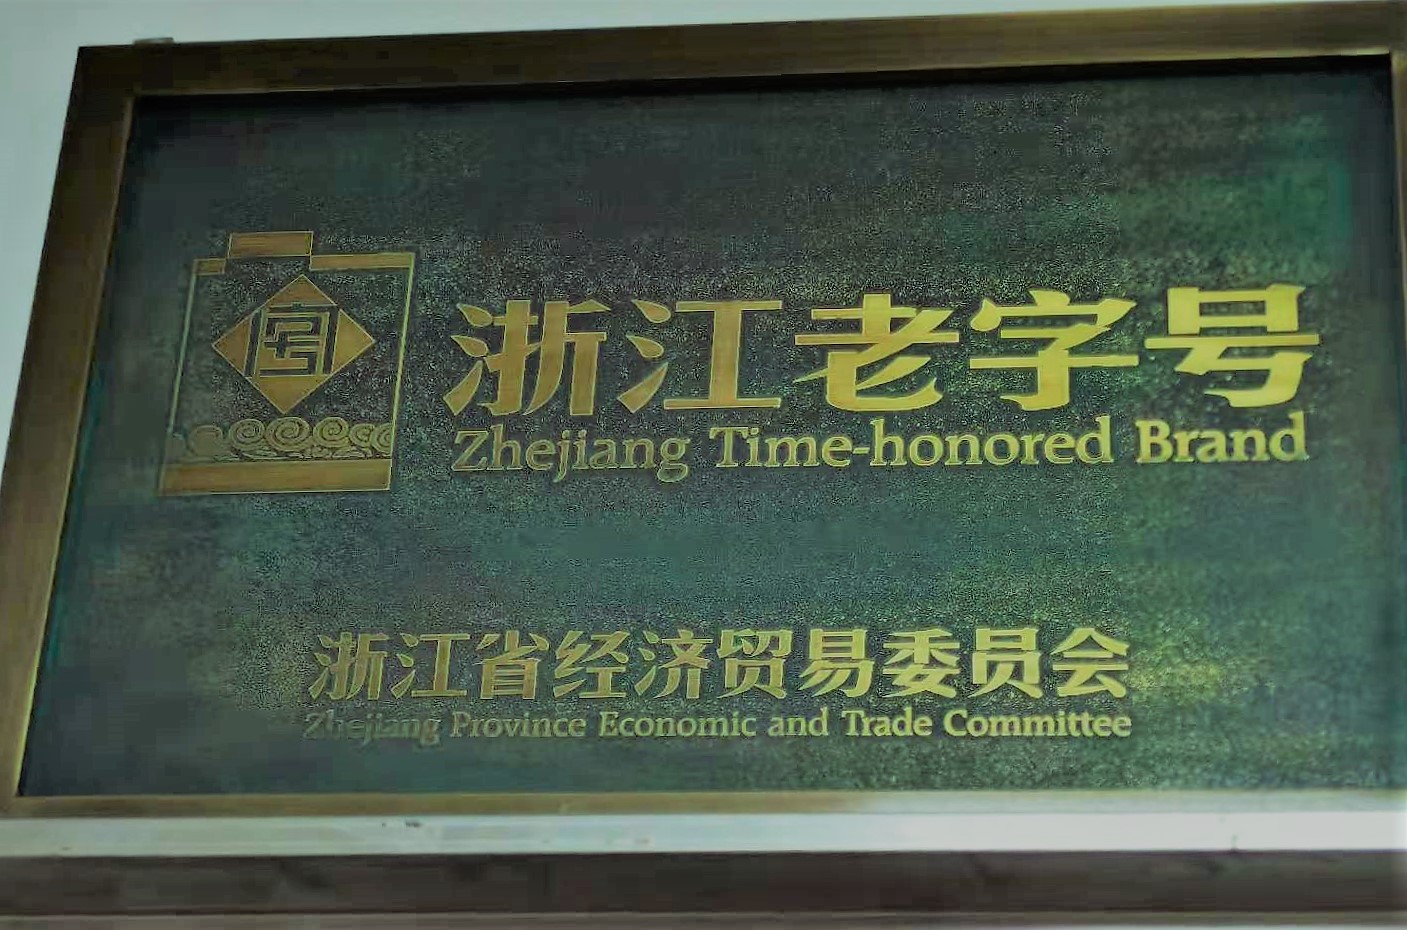 浙江老字号
Zhejiang Time-honored Brand
浙江省经济贸易委员会
Zhejiang Province Economic and Trade Committee